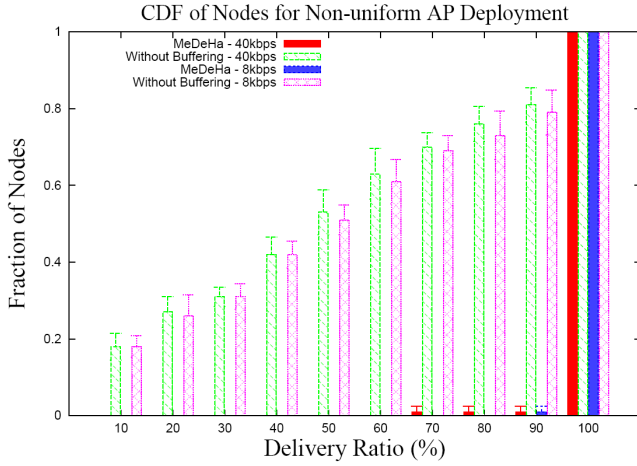 CDF of Nodes for Non-uniform AP Deployment
MeDeHa - 40kbps
Without Buffering - 40kbps
MeDeHa - 8kbps
Without Buffering - 8kbps
Fraction of Nodes
1
0.8
0.6
0.4
0.2
0
10 20 30 40 50 60 70 80 90 100
Delivery Ratio (%)